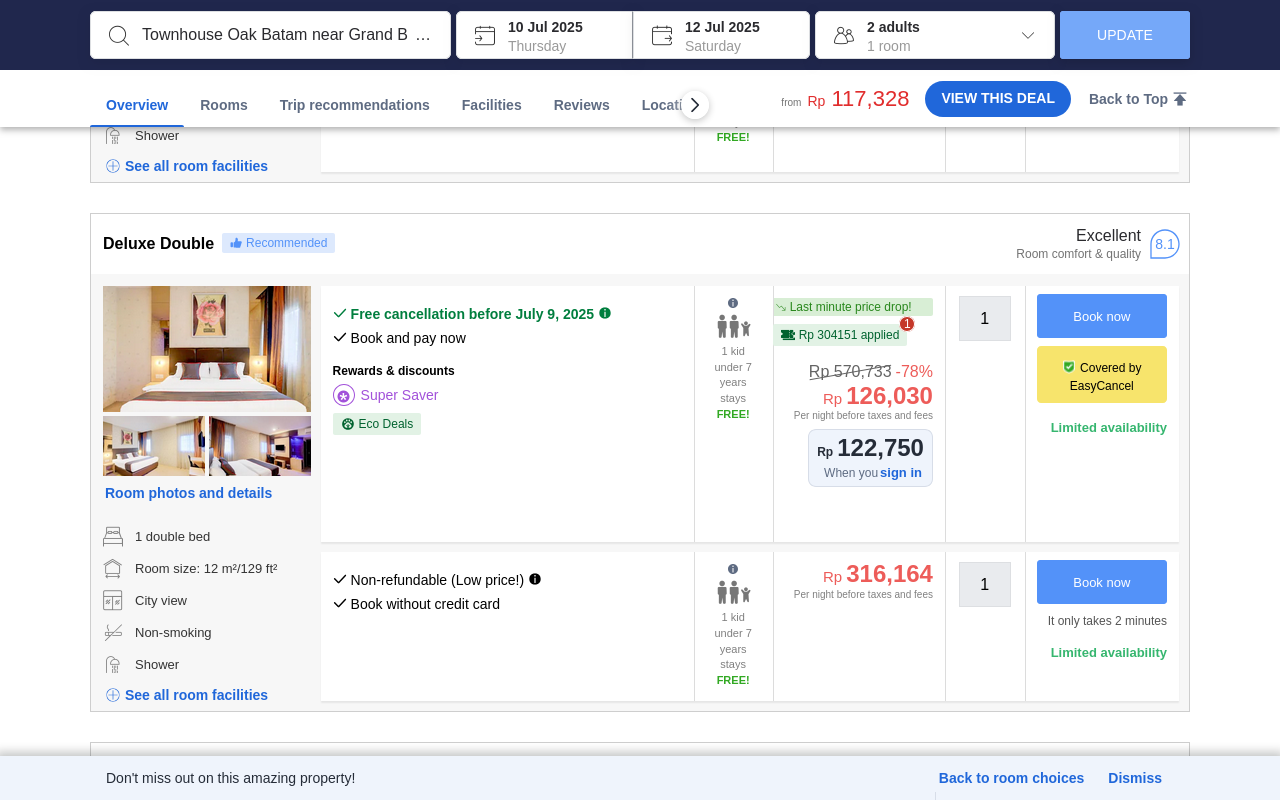 Townhouse Oak Batam near Grand B …
10 Jul 2025
Thursday
12 Jul 2025
Saturday
2 adults
1 room
UPDATE
Overview
Rooms
Trip recommendations
Facilities
Reviews
Locati
from Rp 117,328
VIEW THIS DEAL
Back to Top
Shower
See all room facilities
FREE!
Deluxe Double
Recommended
Excellent
Room comfort & quality
8.1
Room photos and details
1 double bed
Room size: 12 m²/129 ft²
City view
Non-smoking
Shower
See all room facilities
Free cancellation before July 9, 2025
Book and pay now
Rewards & discounts
Super Saver
Eco Deals
1 kid
under 7
years
stays
FREE!
Last minute price drop!
Rp 304151 applied
1
Rp 570,733 -78%
Rp 126,030
Per night before taxes and fees
Rp 122,750
When you sign in
1
Book now
Covered by
EasyCancel
Limited availability
Non-refundable (Low price!)
Book without credit card
1 kid
under 7
years
stays
FREE!
Rp 316,164
Per night before taxes and fees
1
Book now
It only takes 2 minutes
Limited availability
Don't miss out on this amazing property!
Back to room choices
Dismiss